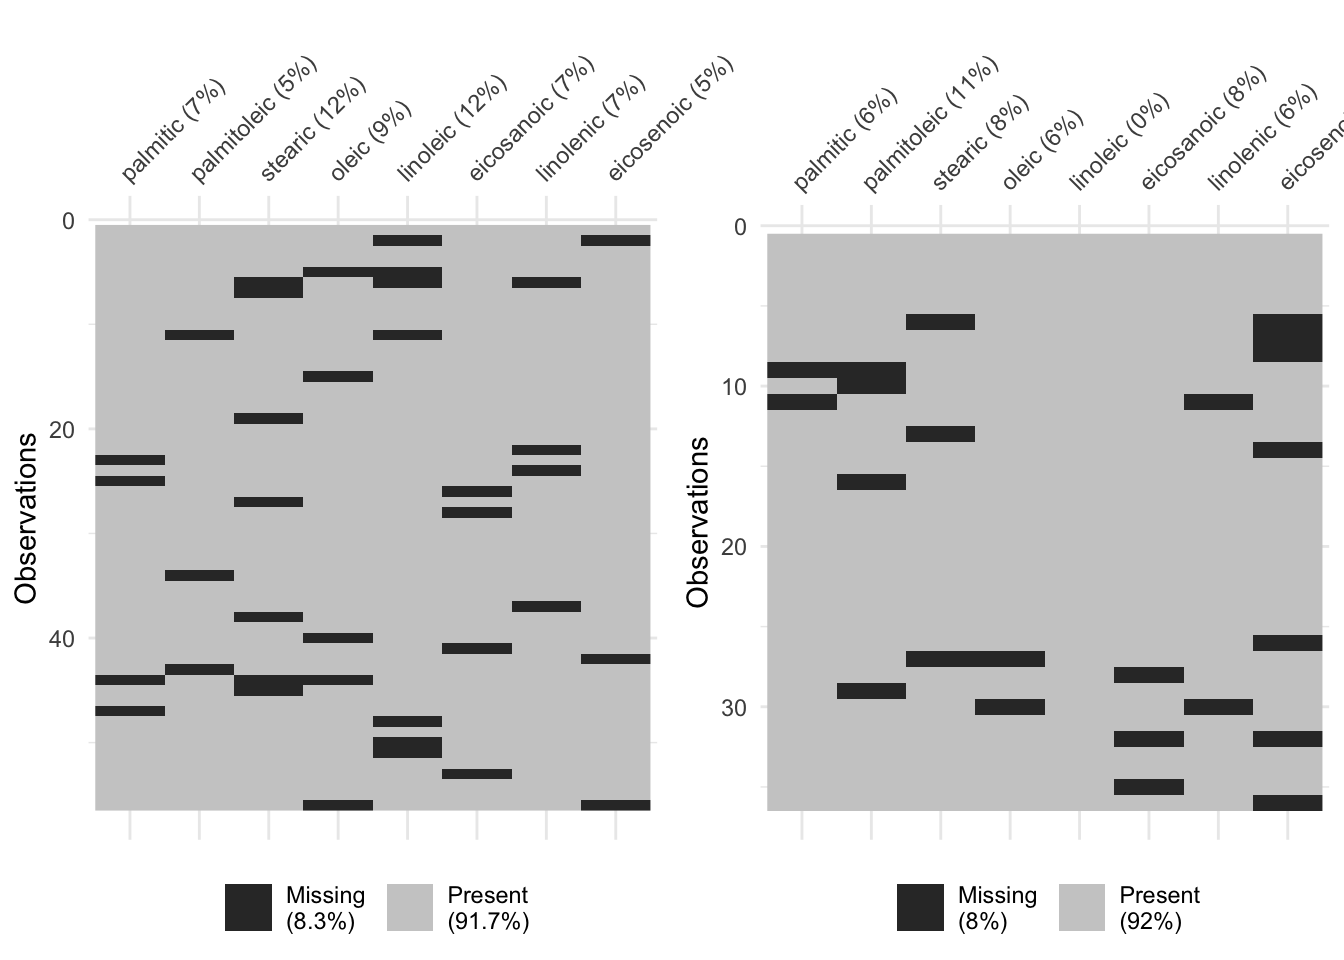 palmitic (7%)
palmitoleic (5%)
stearic (12%)
oleic (9%)
linoleic (12%)
eicosanoic (7%)
linolenic (7%)
eicosenoic (5%)
0
20
40
Observations
Missing
(8.3%)
Present
(91.7%)
palmitic (6%)
palmitoleic (11%)
stearic (8%)
oleic (6%)
linoleic (0%)
eicosanoic (8%)
linolenic (6%)
eicosen
0
10
20
30
Observations
Missing
(8%)
Present
(92%)